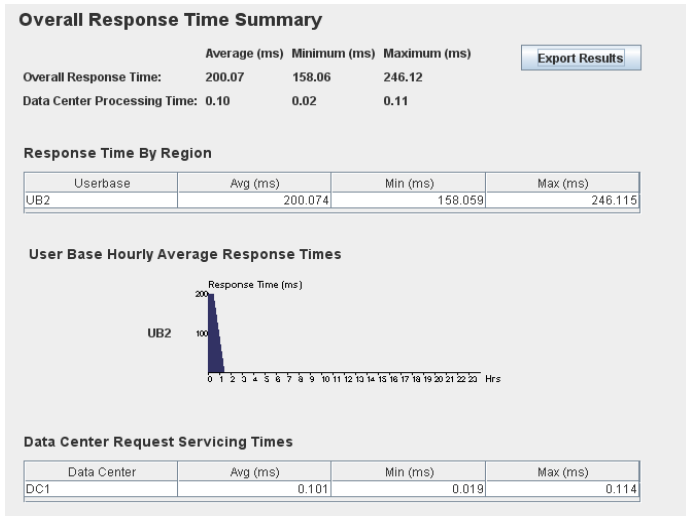 Overall Response Time Summary
Average (ms) Minimum (ms) Maximum (ms)
Export Results
Overall Response Time: 200.07 158.06 246.12
Data Center Processing Time: 0.10 0.02 0.11
Response Time By Region
Userbase Avg (ms) Min (ms) Max (ms)
UB2 200.074 158.059 246.115
User Base Hourly Average Response Times
Response Time (ms)
200
UB2 100
0 1 2 3 4 5 6 7 8 9 10 11 12 13 14 15 16 17 18 19 20 21 22 23 Hrs
Data Center Request Servicing Times
Data Center Avg (ms) Min (ms) Max (ms)
DC1 0.101 0.019 0.114